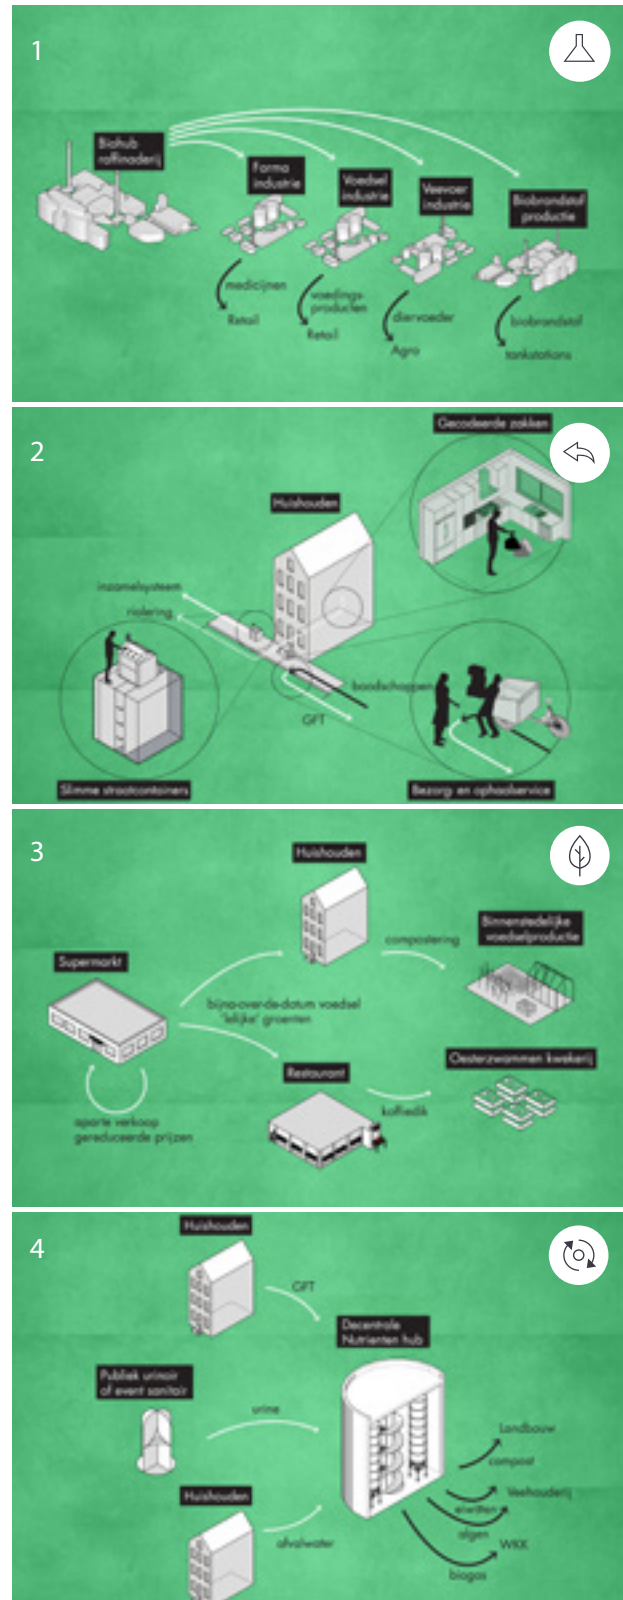 1
Biohub
raffinaderij
Farma
industrie
Voedsel
industrie
Veevoer
industrie
Biobrandstof
productie
medicijnen
Retail
voedings-
producten
Retail
diervoeder
Agro
biobrandstof
tankstations
2
Gecodeerde zakken
Huishouden
inzamelsysteem
riolering
boodschappen
GFT
Slimme straatcontainers
Bezorg- en ophaalservice
3
Huishouden
Supermarkt
compostering
Binnenstedelijke
voedselproductie
bijna-over-de-datum voedsel
'lelijke' groenten
Restaurant
Oesterzwammen kwekerij
koffiedik
aparte verkoop
gereduceerde prijzen
4
Huishouden
GFT
Decentrale
Nutrienten hub
Publiek urinoir
of event sanitair
urine
Huishouden
afvalwater
Landbouw
compost
Veehouderij
eiwitten
algen
WKK
biogas